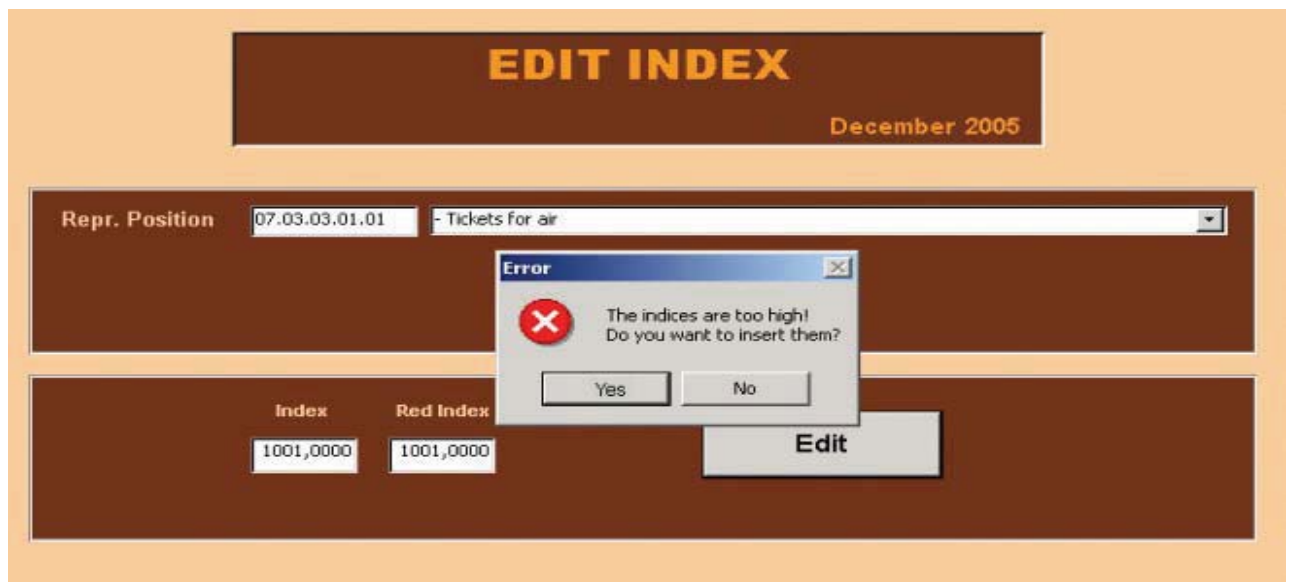 EDIT INDEX
December 2005
Repr. Position 07.03.03.01.01 - Tickets for air
Error
The indices are too high!
Do you want to insert them?
Yes No
Index Red Index
1001,0000 1001,0000
Edit